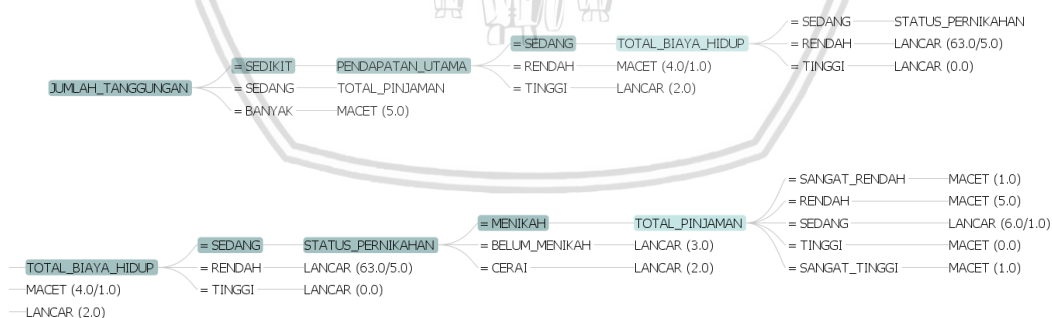 = SEDANG STATUS_PERNIKAHAN
= SEDANG TOTAL_BIAYA_HIDUP = RENDAH LANCAR (63.0/5.0)
= SEDIKIT PENDAPATAN_UTAMA = RENDAH MACET (4.0/1.0) = TINGGI LANCAR (0.0)
JUMLAH_TANGGUNGAN = SEDANG TOTAL_PINJAMAN = TINGGI LANCAR (2.0)
= BANYAK MACET (5.0)
= SANGAT_RENDAH MACET (1.0)
= RENDAH MACET (5.0)
= MENIKAH TOTAL_PINJAMAN = SEDANG LANCAR (6.0/1.0)
= SEDANG STATUS_PERNIKAHAN = BELUM_MENIKAH LANCAR (3.0) = TINGGI MACET (0.0)
TOTAL_BIAYA_HIDUP = RENDAH LANCAR (63.0/5.0) = CERAI LANCAR (2.0) = SANGAT_TINGGI MACET (1.0)
MACET (4.0/1.0) = TINGGI LANCAR (0.0)
LANCAR (2.0)